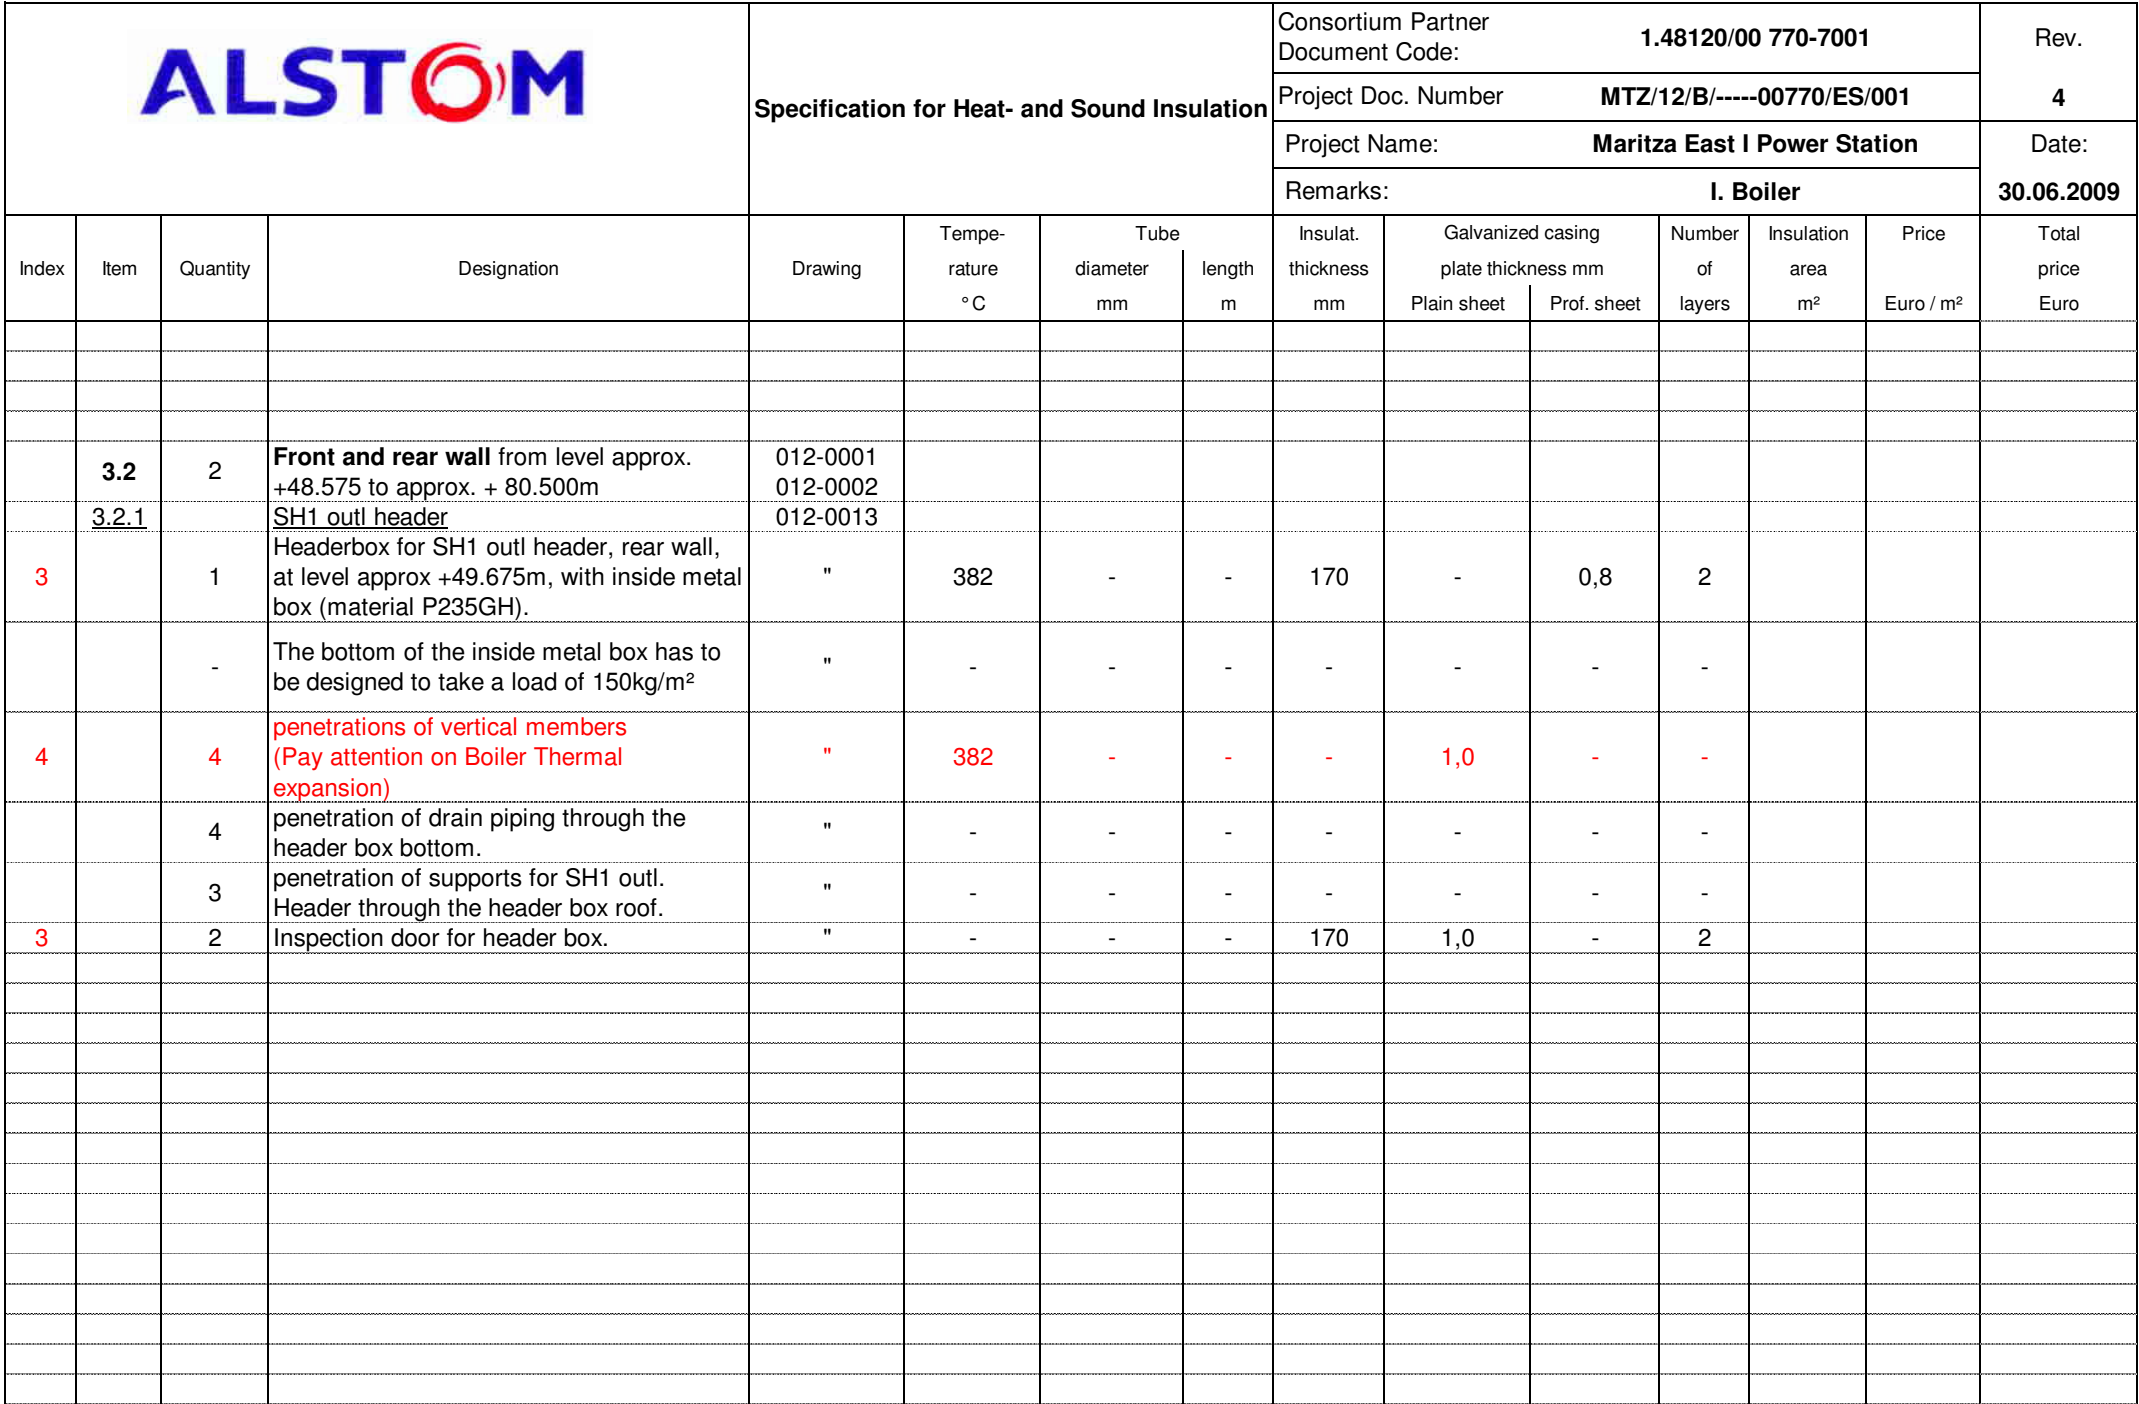 ALSTOM
Specification for Heat- and Sound Insulation
Consortium Partner
Document Code:
1.48120/00 770-7001
Rev.
Project Doc. Number
MTZ/12/B/-----00770/ES/001
4
Project Name:
Maritza East I Power Station
Date:
Remarks:
I. Boiler
30.06.2009
Index
Item
Quantity
Designation
Drawing
Tempe-
rature
°C
Tube
diameter
mm
length
m
Insulat.
thickness
mm
Galvanized casing
plate thickness mm
Plain sheet
Prof. sheet
Number
of
layers
Insulation
area
m²
Price
Euro / m²
Total
price
Euro
3.2 2 Front and rear wall from level approx. 012-0001
+48.575 to approx. + 80.500m 012-0002
3.2.1 SH1 outl header 012-0013
Headerbox for SH1 outl header, rear wall,
3 1 at level approx +49.675m, with inside metal " 382 - - 170 - 0,8 2
box (material P235GH).
The bottom of the inside metal box has to
- be designed to take a load of 150kg/m² " - - - - - - -
penetrations of vertical members
4 4 (Pay attention on Boiler Thermal " 382 - - - 1,0 - -
expansion)
penetration of drain piping through the
4 header box bottom. " - - - - - - -
penetration of supports for SH1 outl.
3 Header through the header box roof. " - - - - - - -
3 2 Inspection door for header box. " - - - 170 1,0 - 2